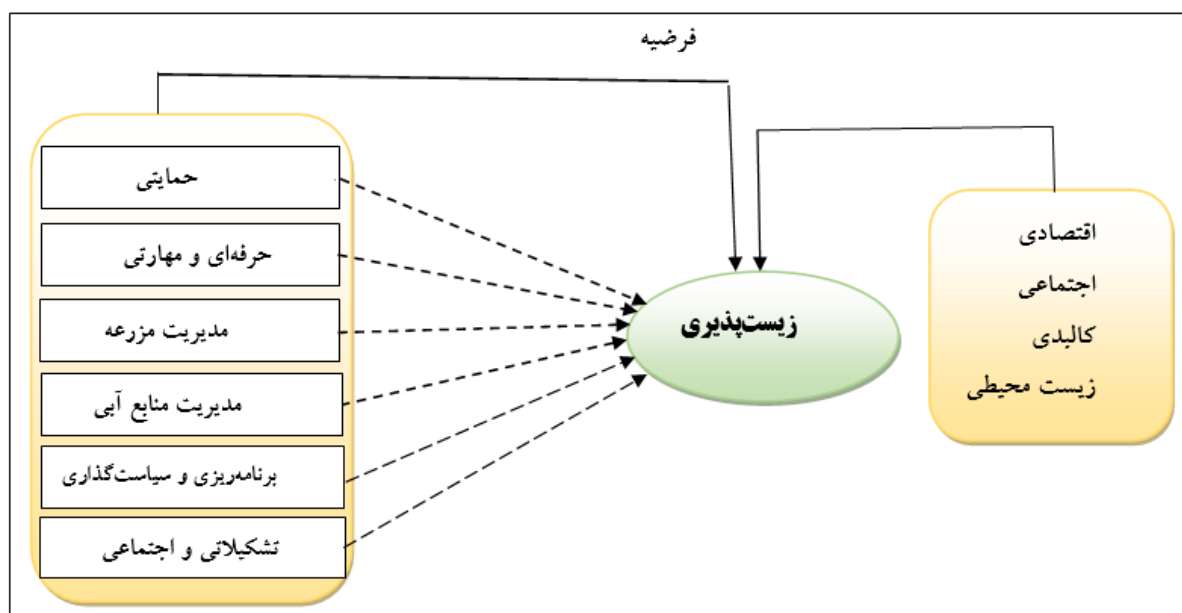 فرضیه
حمایتی
حرفه‌ای و مهارتی
مدیریت مزرعه
مدیریت منابع آبی
برنامه‌ریزی و سیاست‌گذاری
تشکیلاتی و اجتماعی
زیست‌پذیری
اقتصادی
اجتماعی
کالبدی
زیست محیطی